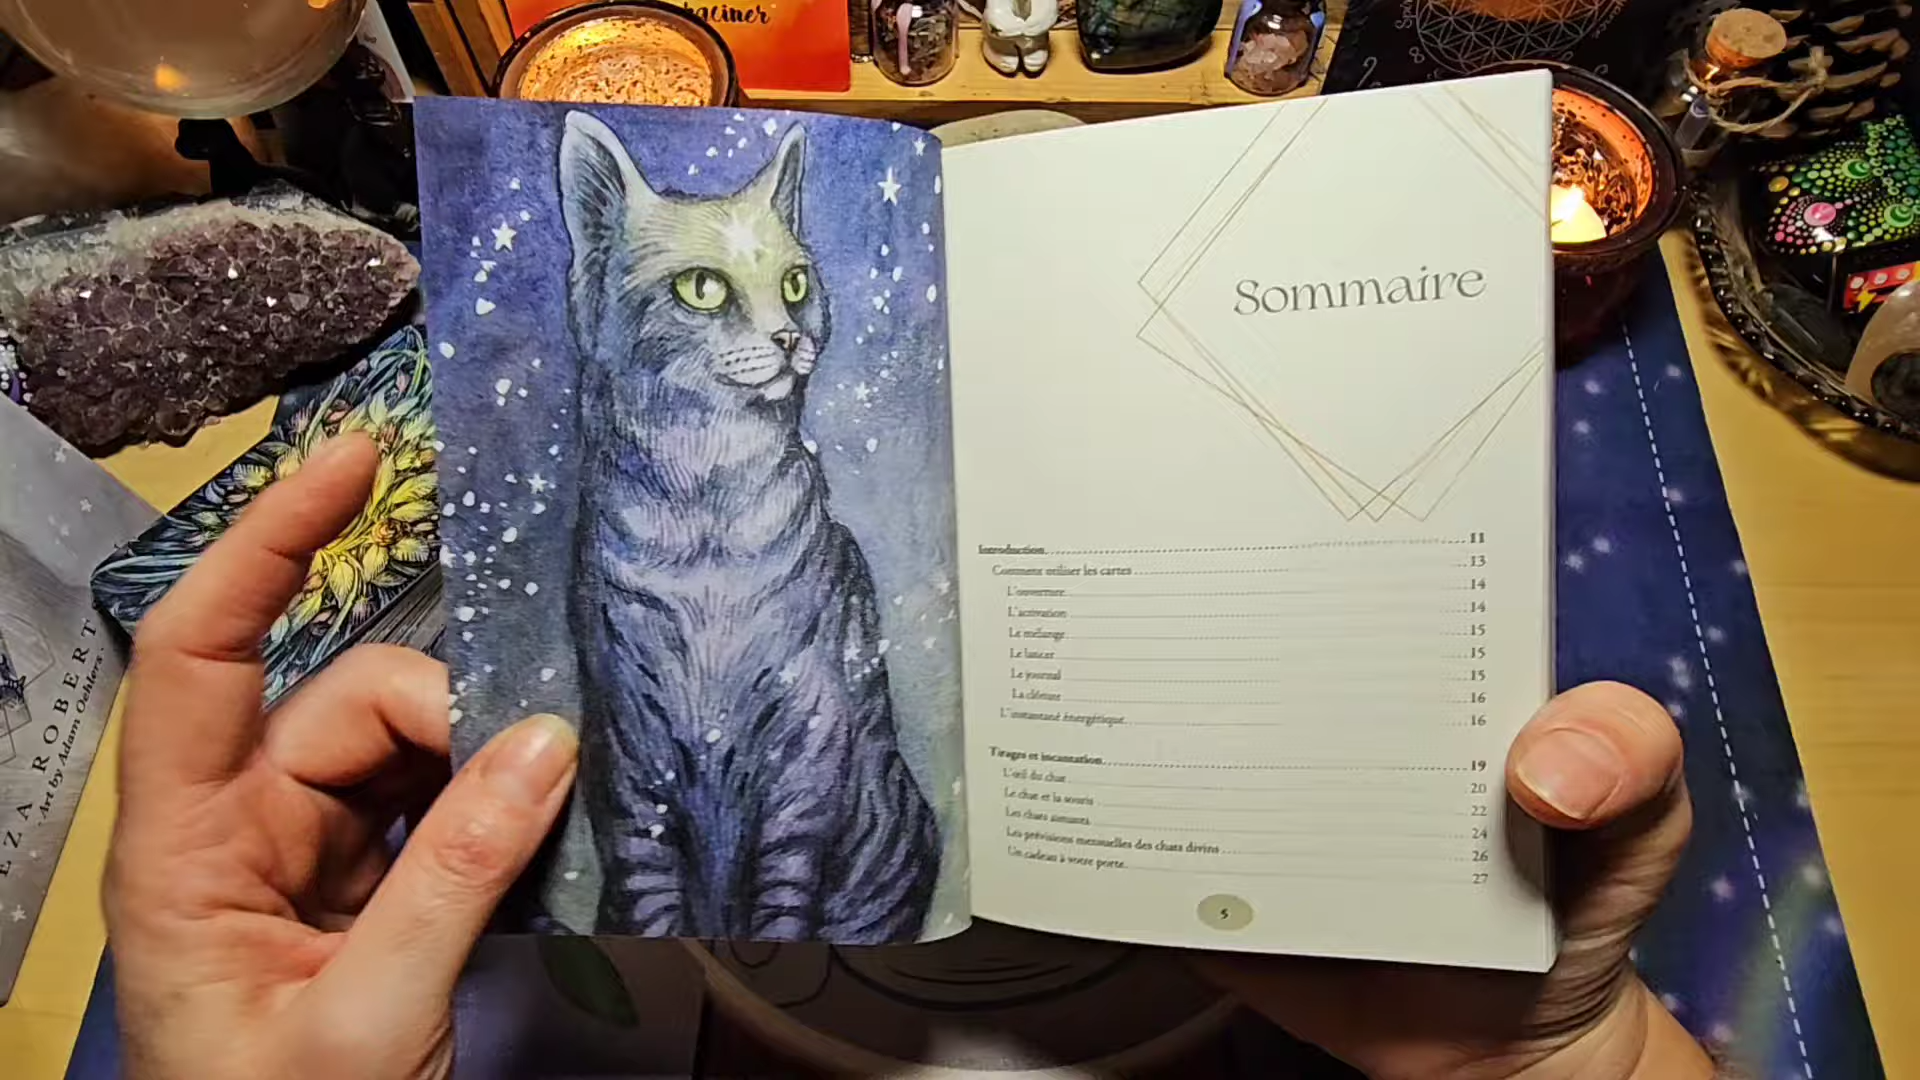 Sommaire
Introduction 11
Comment utiliser les cartes 13
L'ouverture 14
L'activation 14
Le mélange 15
Le lancer 15
Le journal 15
La clôture 16
L'instantané énergétique 16
Tirages et incantation 19
L'œil du chat 20
Le chat et la souris 22
Les chats aimants 24
Les prévisions mensuelles des chats divins 26
Un cadeau à votre porte 27
5
EZA ROBERT
Art by Adam Oehlers